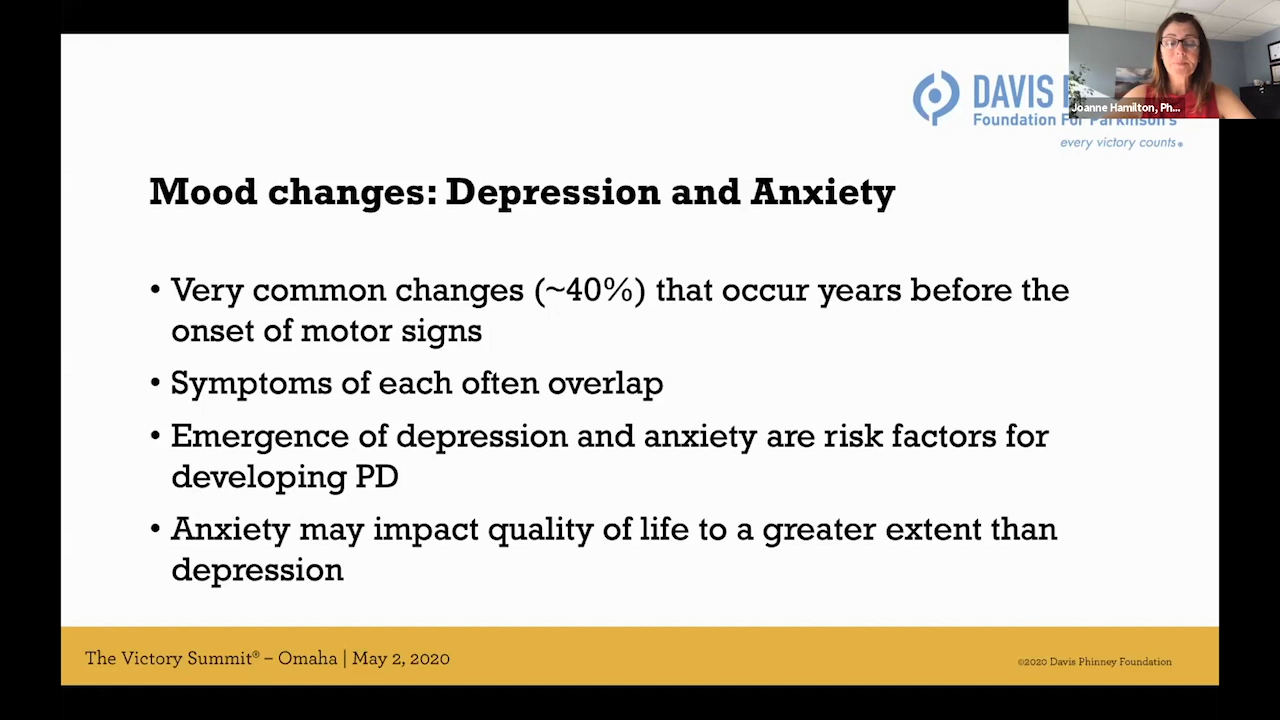 DAVIS
Foundation For Parkinson's
every victory counts.
Joanne Hamilton, Ph...
Mood changes: Depression and Anxiety
• Very common changes (~40%) that occur years before the
onset of motor signs
• Symptoms of each often overlap
• Emergence of depression and anxiety are risk factors for
developing PD
• Anxiety may impact quality of life to a greater extent than
depression
The Victory Summit® – Omaha | May 2, 2020
©2020 Davis Phinney Foundation